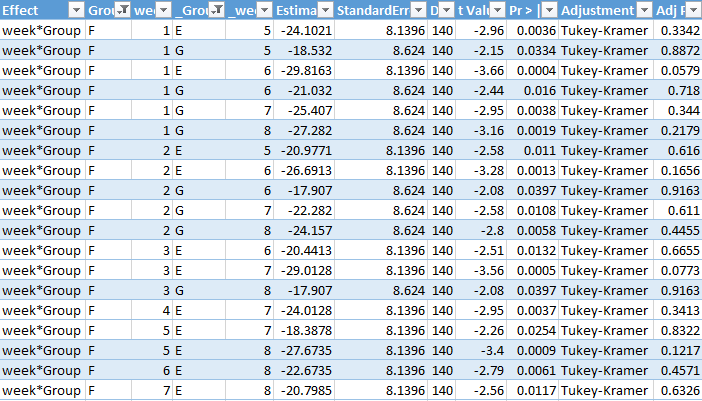 Effect Grou wee _Grou _wee Estima StandardErr D t Valu Pr > | Adjustment Adj P
week*Group F 1 E 5 -24.1021 8.1396 140 -2.96 0.0036 Tukey-Kramer 0.3342
week*Group F 1 G 5 -18.532 8.624 140 -2.15 0.0334 Tukey-Kramer 0.8872
week*Group F 1 E 6 -29.8163 8.1396 140 -3.66 0.0004 Tukey-Kramer 0.0579
week*Group F 1 G 6 -21.032 8.624 140 -2.44 0.016 Tukey-Kramer 0.718
week*Group F 1 G 7 -25.407 8.624 140 -2.95 0.0038 Tukey-Kramer 0.344
week*Group F 1 G 8 -27.282 8.624 140 -3.16 0.0019 Tukey-Kramer 0.2179
week*Group F 2 E 5 -20.9771 8.1396 140 -2.58 0.011 Tukey-Kramer 0.616
week*Group F 2 E 6 -26.6913 8.1396 140 -3.28 0.0013 Tukey-Kramer 0.1656
week*Group F 2 G 6 -17.907 8.624 140 -2.08 0.0397 Tukey-Kramer 0.9163
week*Group F 2 G 7 -22.282 8.624 140 -2.58 0.0108 Tukey-Kramer 0.611
week*Group F 2 G 8 -24.157 8.624 140 -2.8 0.0058 Tukey-Kramer 0.4455
week*Group F 3 E 6 -20.4413 8.1396 140 -2.51 0.0132 Tukey-Kramer 0.6655
week*Group F 3 E 7 -29.0128 8.1396 140 -3.56 0.0005 Tukey-Kramer 0.0773
week*Group F 3 G 8 -17.907 8.624 140 -2.08 0.0397 Tukey-Kramer 0.9163
week*Group F 4 E 7 -24.0128 8.1396 140 -2.95 0.0037 Tukey-Kramer 0.3413
week*Group F 5 E 7 -18.3878 8.1396 140 -2.26 0.0254 Tukey-Kramer 0.8322
week*Group F 5 E 8 -27.6735 8.1396 140 -3.4 0.0009 Tukey-Kramer 0.1217
week*Group F 6 E 8 -22.6735 8.1396 140 -2.79 0.0061 Tukey-Kramer 0.4571
week*Group F 7 E 8 -20.7985 8.1396 140 -2.56 0.0117 Tukey-Kramer 0.6326